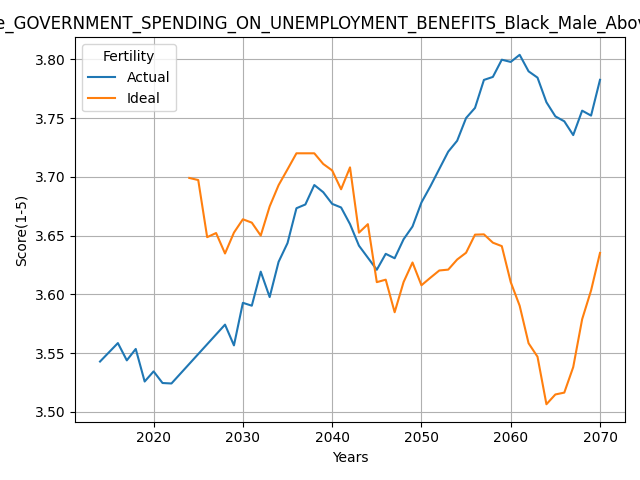 e_GOVERNMENT_SPENDING_ON_UNEMPLOYMENT_BENEFITS_Black_Male_Abov
Fertility
Actual
Ideal
3.80
3.75
3.70
3.65
3.60
3.55
3.50
Score(1-5)
2020 2030 2040 2050 2060 2070
Years